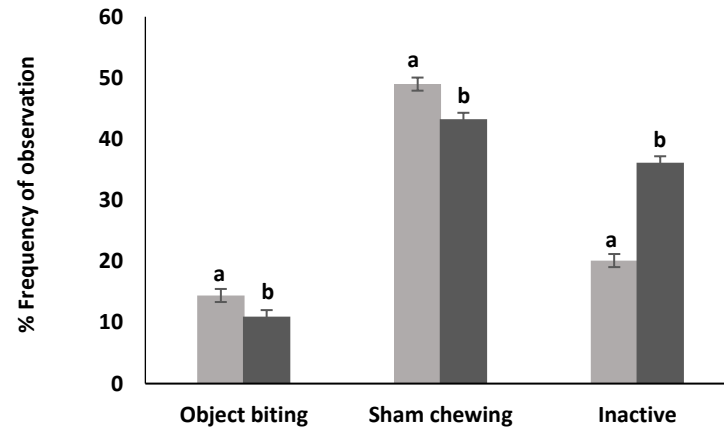 % Frequency of observation
60
50
40
30
20
10
0
a
b
a
b
a
b
Object biting
Sham chewing
Inactive